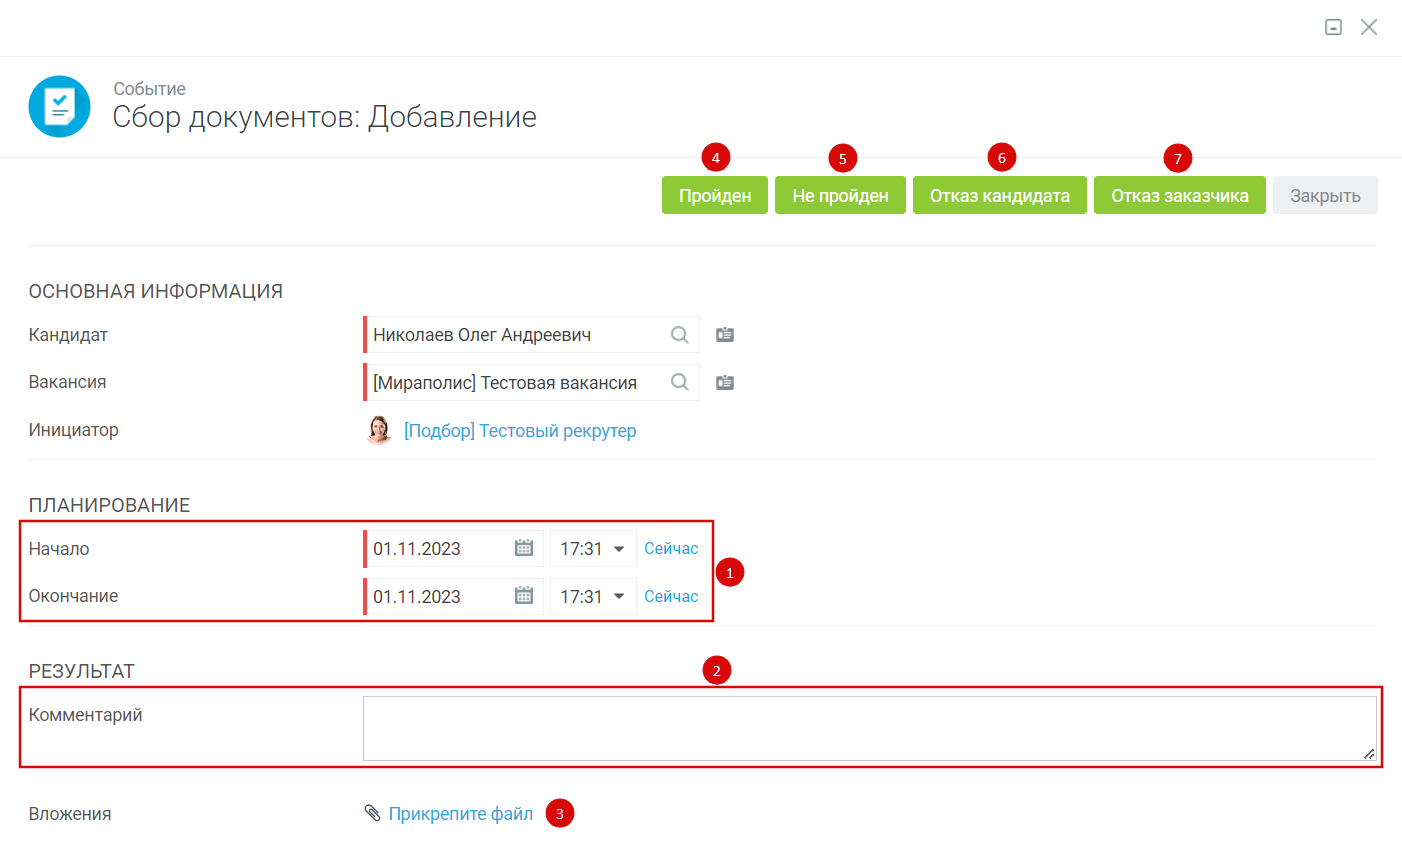 Событие
Сбор документов: Добавление
4 5 6 7
Пройден Не пройден Отказ кандидата Отказ заказчика Закрыть
ОСНОВНАЯ ИНФОРМАЦИЯ
Кандидат Николаев Олег Андреевич
Вакансия [Мираполис] Тестовая вакансия
Инициатор [Подбор] Тестовый рекрутер
ПЛАНИРОВАНИЕ
Начало 01.11.2023 17:31 Сейчас
1
Окончание 01.11.2023 17:31 Сейчас
РЕЗУЛЬТАТ 2
Комментарий
Вложения Прикрепите файл 3